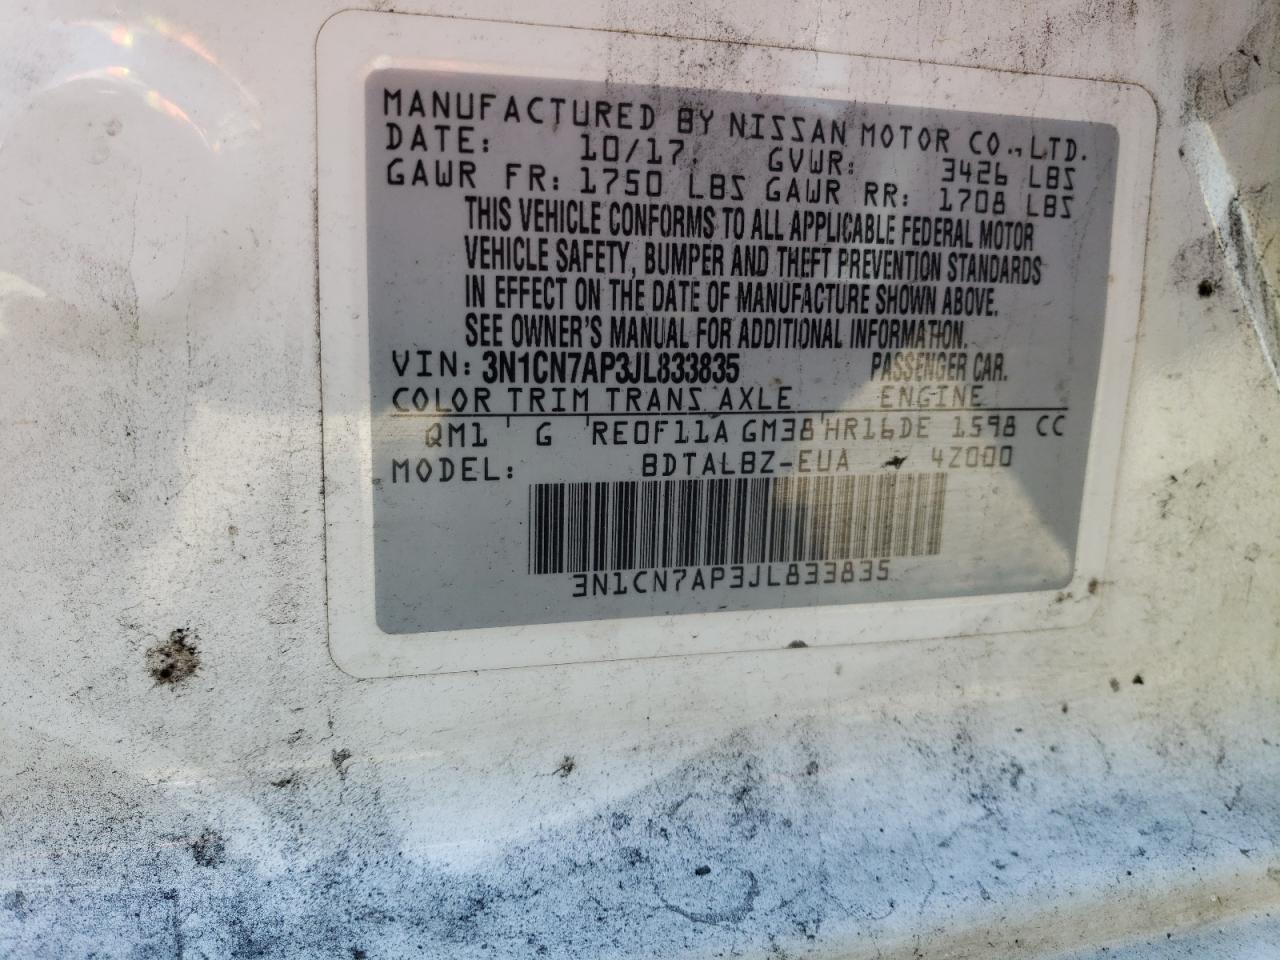 MANUFACTURED BY NISSAN MOTOR CO., LTD.
DATE: 10/17 GVWR: 3426 LBS
GAWR FR: 1750 LBS GAWR RR: 1708 LBS
THIS VEHICLE CONFORMS TO ALL APPLICABLE FEDERAL MOTOR
VEHICLE SAFETY, BUMPER AND THEFT PREVENTION STANDARDS
IN EFFECT ON THE DATE OF MANUFACTURE SHOWN ABOVE.
SEE OWNER'S MANUAL FOR ADDITIONAL INFORMATION.
VIN: 3N1CN7AP3JL833835 PASSENGER CAR.
COLOR TRIM TRANS AXLE ENGINE
QM1 ' G ' RE0F11A GM38 ' HR16DE 1598 CC
MODEL: BDTALBZ-EUA 4Z000
3N1CN7AP3JL833835